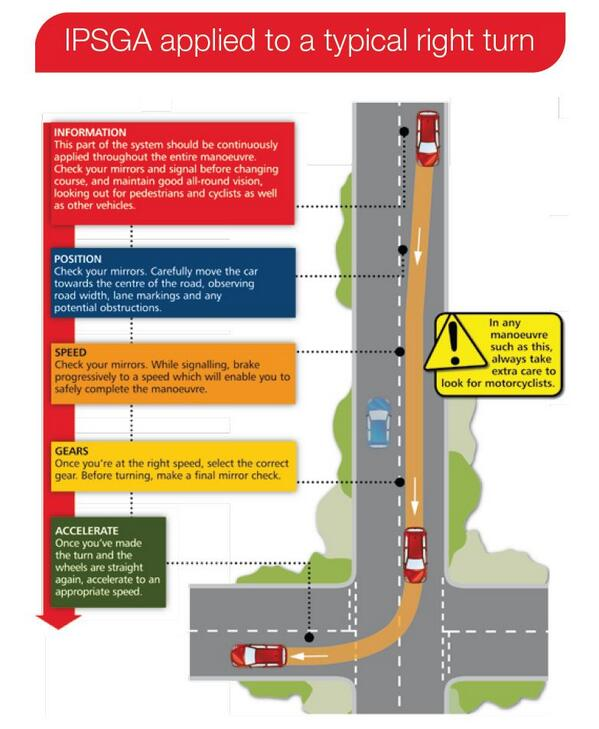 IPSGA applied to a typical right turn
INFORMATION
This part of the system should be continuously
applied throughout the entire manoeuvre.
Check your mirrors and signal before changing
course, and maintain good all-round vision,
looking out for pedestrians and cyclists as well
as other vehicles.
POSITION
Check your mirrors. Carefully move the car
towards the centre of the road, observing
road width, lane markings and any
potential obstructions.
SPEED
Check your mirrors. While signalling, brake
progressively to a speed which will enable you to
safely complete the manoeuvre.
GEARS
Once you're at the right speed, select the correct
gear. Before turning, make a final mirror check.
ACCELERATE
Once you've made
the turn and the
wheels are straight
again, accelerate to an
appropriate speed.
!
In any
manoeuvre
such as this,
always take
extra care to
look for motorcyclists.